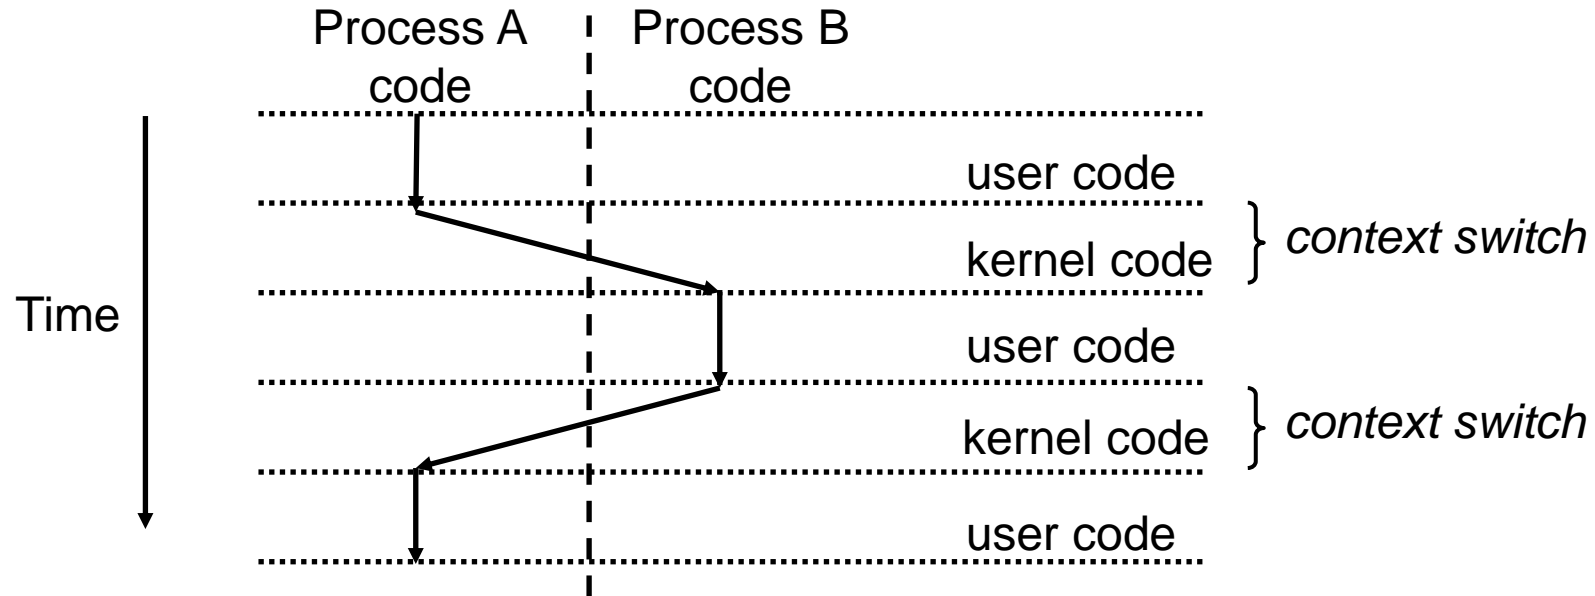 Process A
code
Process B
code
user code
kernel code
context switch
Time
user code
kernel code
context switch
user code